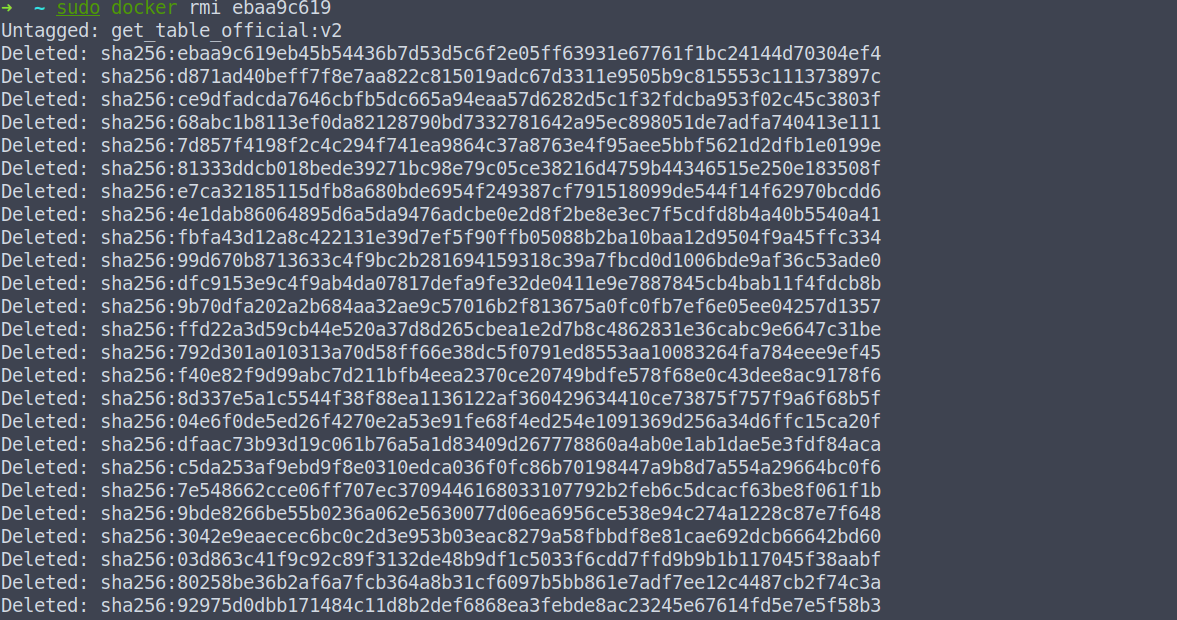 → ~ sudo docker rmi ebaa9c619
Untagged: get_table_official:v2
Deleted: sha256:ebaa9c619eb45b54436b7d53d5c6f2e05ff63931e67761f1bc24144d70304ef4
Deleted: sha256:d871ad40beff7f8e7aa822c815019adc67d3311e9505b9c815553c111373897c
Deleted: sha256:ce9dfadcda7646cbfb5dc665a94eaa57d6282d5c1f32fdcba953f02c45c3803f
Deleted: sha256:68abc1b8113ef0da82128790bd7332781642a95ec898051de7adfa740413e111
Deleted: sha256:7d857f4198f2c4c294f741ea9864c37a8763e4f95aee5bbf5621d2dfb1e0199e
Deleted: sha256:81333ddcb018bede39271bc98e79c05ce38216d4759b44346515e250e183508f
Deleted: sha256:e7ca32185115dfb8a680bde6954f249387cf791518099de544f14f62970bcdd6
Deleted: sha256:4e1dab86064895d6a5da9476adcbe0e2d8f2be8e3ec7f5cdfd8b4a40b5540a41
Deleted: sha256:fbfa43d12a8c422131e39d7ef5f90ffb05088b2ba10baa12d9504f9a45ffc334
Deleted: sha256:99d670b8713633c4f9bc2b281694159318c39a7fbcd0d1006bde9af36c53ade0
Deleted: sha256:dfc9153e9c4f9ab4da07817defa9fe32de0411e9e7887845cb4bab11f4fdcb8b
Deleted: sha256:9b70dfa202a2b684aa32ae9c57016b2f813675a0fc0fb7ef6e05ee04257d1357
Deleted: sha256:ffd22a3d59cb44e520a37d8d265cbea1e2d7b8c4862831e36cabc9e6647c31be
Deleted: sha256:792d301a010313a70d58ff66e38dc5f0791ed8553aa10083264fa784eee9ef45
Deleted: sha256:f40e82f9d99abc7d211bfb4eea2370ce20749bdfe578f68e0c43dee8ac9178f6
Deleted: sha256:8d337e5a1c5544f38f88ea1136122af360429634410ce73875f757f9a6f68b5f
Deleted: sha256:04e6f0de5ed26f4270e2a53e91fe68f4ed254e1091369d256a34d6ffc15ca20f
Deleted: sha256:dfaac73b93d19c061b76a5a1d83409d267778860a4ab0e1ab1dae5e3fdf84aca
Deleted: sha256:c5da253af9ebd9f8e0310edca036f0fc86b70198447a9b8d7a554a29664bc0f6
Deleted: sha256:7e548662cce06ff707ec3709446168033107792b2feb6c5dcacf63be8f061f1b
Deleted: sha256:9bde8266be55b0236a062e5630077d06ea6956ce538e94c274a1228c87e7f648
Deleted: sha256:3042e9eaecec6bc0c2d3e953b03eac8279a58fbbdf8e81cae692dcb66642bd60
Deleted: sha256:03d863c41f9c92c89f3132de48b9df1c5033f6cdd7ffd9b9b1b117045f38aabf
Deleted: sha256:80258be36b2af6a7fcb364a8b31cf6097b5bb861e7adf7ee12c4487cb2f74c3a
Deleted: sha256:92975d0dbb171484c11d8b2def6868ea3febde8ac23245e67614fd5e7e5f58b3